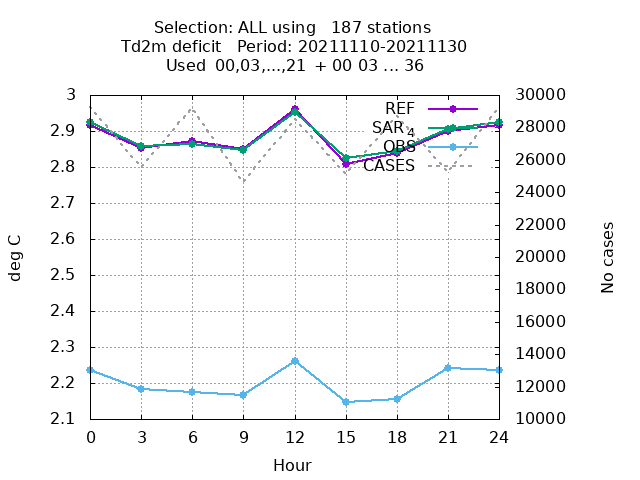 Selection: ALL using   187 stations
Td2m deficit   Period: 20211110-20211130
Used  00,03,...,21  + 00 03 ... 36
3
2.9
2.8
2.7
2.6
2.5
2.4
2.3
2.2
2.1
30000
28000
26000
24000
22000
20000
18000
16000
14000
12000
10000
REF
SAR_4
OBS
CASES
deg C
No cases
0 3 6 9 12 15 18 21 24
Hour